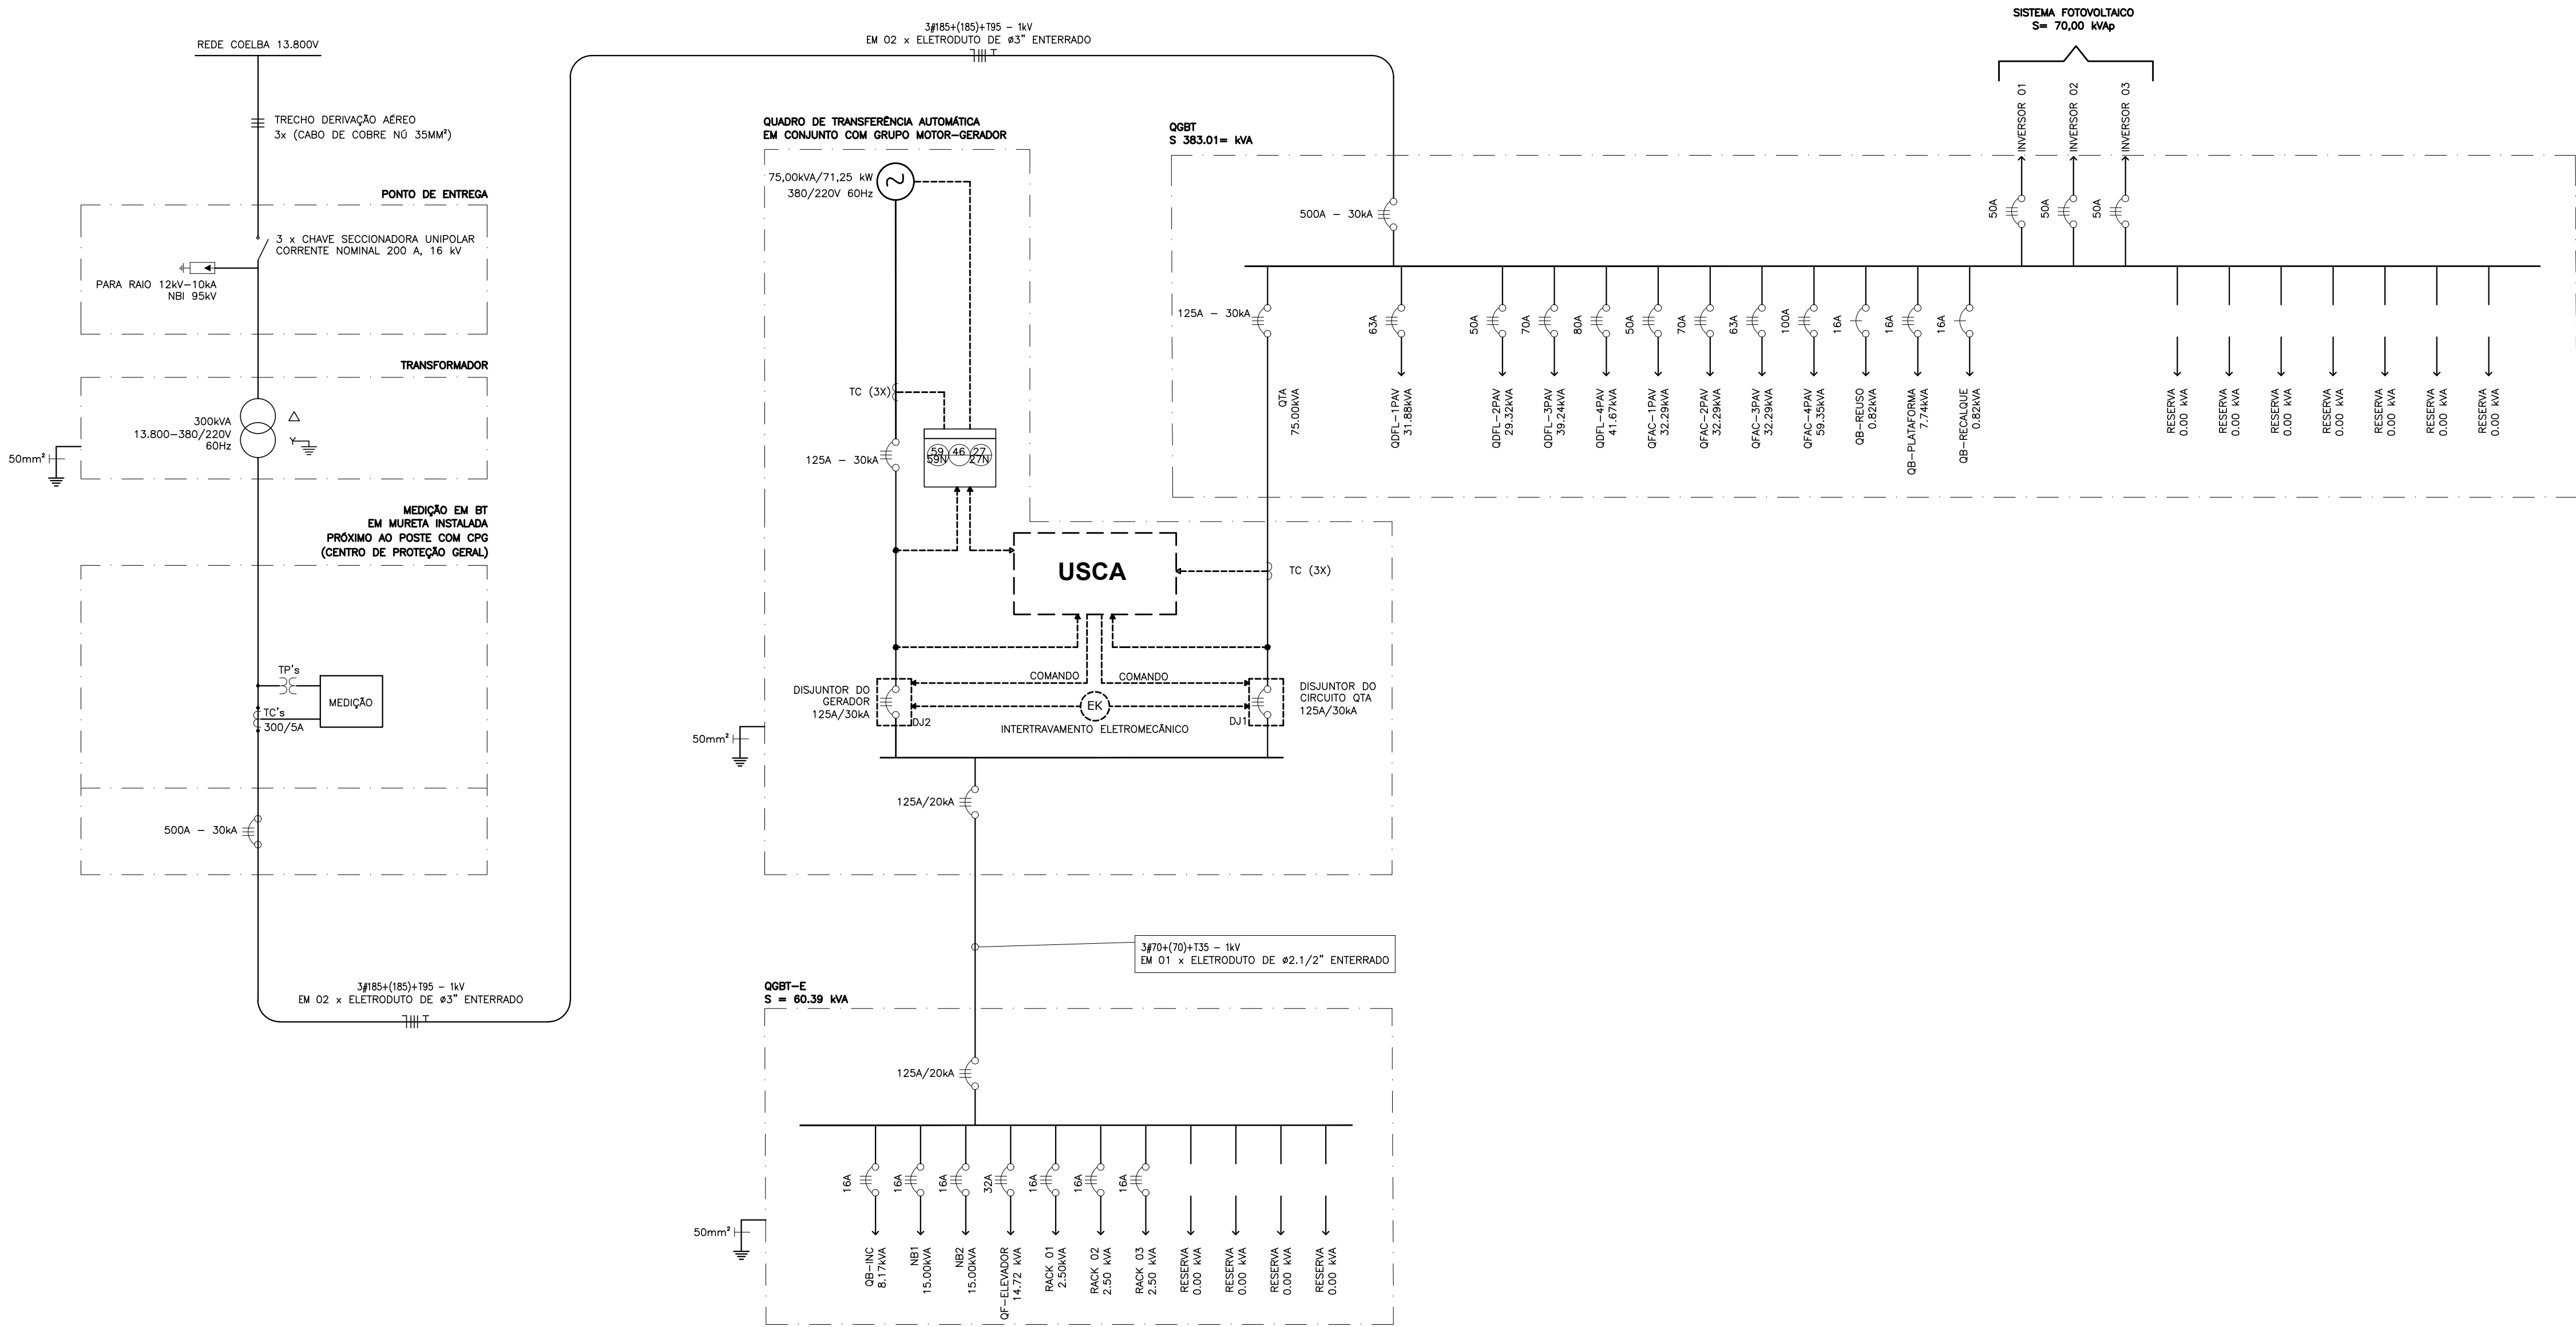 REDE COELBA 13.800V
TRECHO DERIVAÇÃO AÉREO
3x (CABO DE COBRE NÚ 35MM²)
PONTO DE ENTREGA
3 x CHAVE SECCIONADORA UNIPOLAR
CORRENTE NOMINAL 200 A, 16 kV
PARA RAIO 12kV-10kA
NBI 95kV
TRANSFORMADOR
300kVA
13.800-380/220V
60Hz
Y
50mm²
MEDIÇÃO EM BT
EM MURETA INSTALADA
PRÓXIMO AO POSTE COM CPG
(CENTRO DE PROTEÇÃO GERAL)
TP's
MEDIÇÃO
TC's
300/5A
500A - 30kA
3#185+(185)+T95 - 1kV
EM 02 x ELETRODUTO DE ø3" ENTERRADO
3#185+(185)+T95 - 1kV
EM 02 x ELETRODUTO DE ø3" ENTERRADO
QUADRO DE TRANSFERÊNCIA AUTOMÁTICA
EM CONJUNTO COM GRUPO MOTOR-GERADOR
75,00kVA/71,25 kW
380/220V 60Hz
TC (3X)
125A - 30kA
59 46 27
59N 27N
USCA
TC (3X)
COMANDO
COMANDO
DISJUNTOR DO
GERADOR
125A/30kA
DJ2
EK
INTERTRAVAMENTO ELETROMECÂNICO
DJ1
DISJUNTOR DO
CIRCUITO QTA
125A/30kA
50mm²
125A/20kA
3#70+(70)+T35 - 1kV
EM 01 x ELETRODUTO DE ø2.1/2" ENTERRADO
QGBT-E
S = 60.39 kVA
125A/20kA
16A
16A
16A
32A
16A
16A
16A
50mm²
QB-INC
8.17kVA
NB1
15.00kVA
NB2
15.00kVA
QF-ELEVADOR
14.72 kVA
RACK 01
2.50kVA
RACK 02
2.50 kVA
RACK 03
2.50 kVA
RESERVA
0.00 kVA
RESERVA
0.00 kVA
RESERVA
0.00 kVA
RESERVA
0.00 kVA
QGBT
S 383.01= kVA
500A - 30kA
SISTEMA FOTOVOLTAICO
S= 70,00 kVAp
INVERSOR 01
INVERSOR 02
INVERSOR 03
50A
50A
50A
125A - 30kA
63A
50A
70A
80A
50A
70A
63A
100A
16A
16A
16A
QTA
75.00kVA
QDFL-1PAV
31.88kVA
QDFL-2PAV
29.32kVA
QDFL-3PAV
39.24kVA
QDFL-4PAV
41.67kVA
QFAC-1PAV
32.29kVA
QFAC-2PAV
32.29kVA
QFAC-3PAV
32.29kVA
QFAC-4PAV
59.35kVA
QB-REUSO
0.82kVA
QB-PLATAFORMA
7.74kVA
QB-RECALQUE
0.82kVA
RESERVA
0.00 kVA
RESERVA
0.00 kVA
RESERVA
0.00 kVA
RESERVA
0.00 kVA
RESERVA
0.00 kVA
RESERVA
0.00 kVA
RESERVA
0.00 kVA